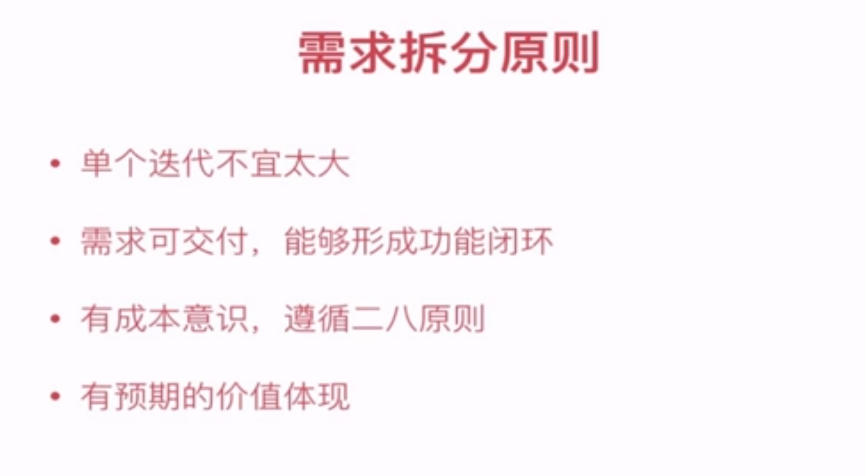 需求拆分原则
• 单个迭代不宜太大
• 需求可交付，能够形成功能闭环
• 有成本意识，遵循二八原则
• 有预期的价值体现